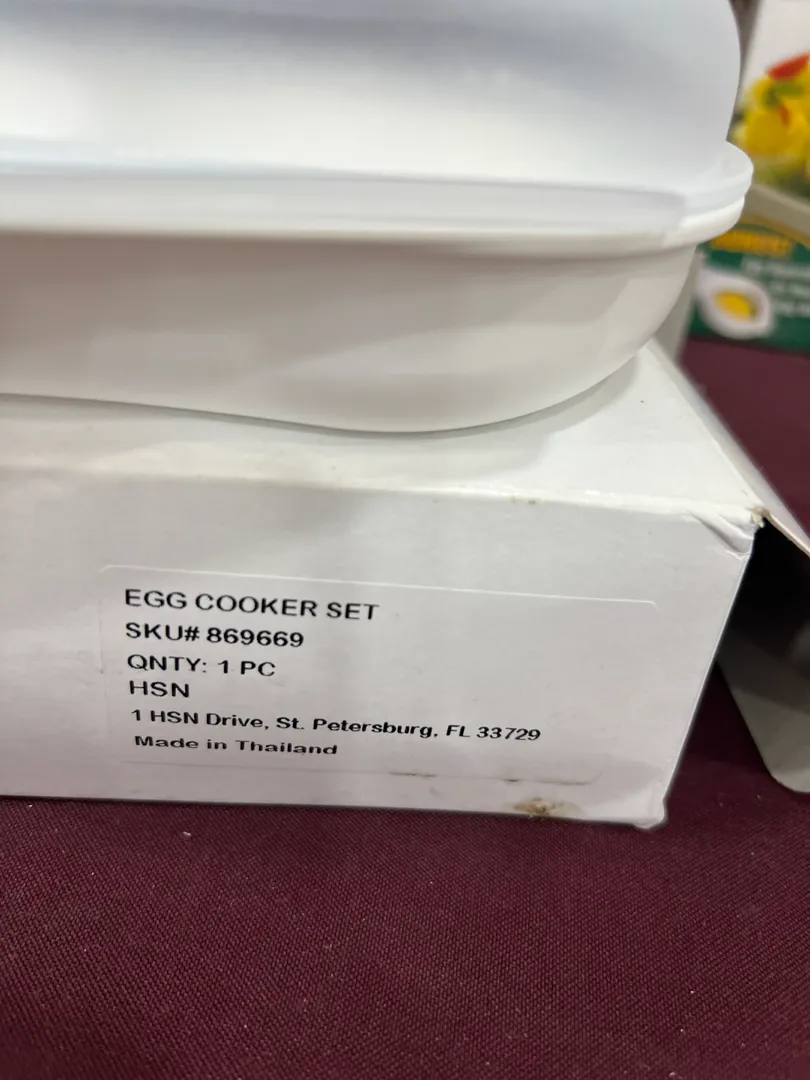 EGG COOKER SET
SKU# 869669
QNTY: 1 PC
HSN
1 HSN Drive, St. Petersburg, FL 33729
Made in Thailand